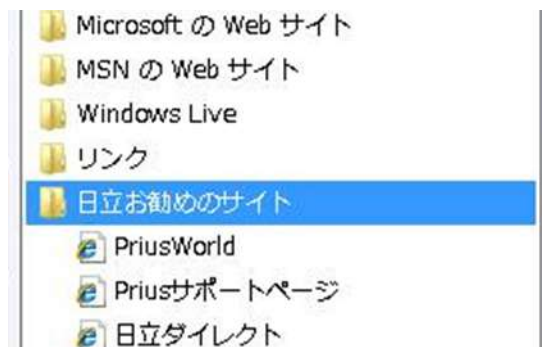 Microsoft の Web サイト
MSN の Web サイト
Windows Live
リンク
日立お勧めのサイト
PriusWorld
Priusサポートページ
日立ダイレクト